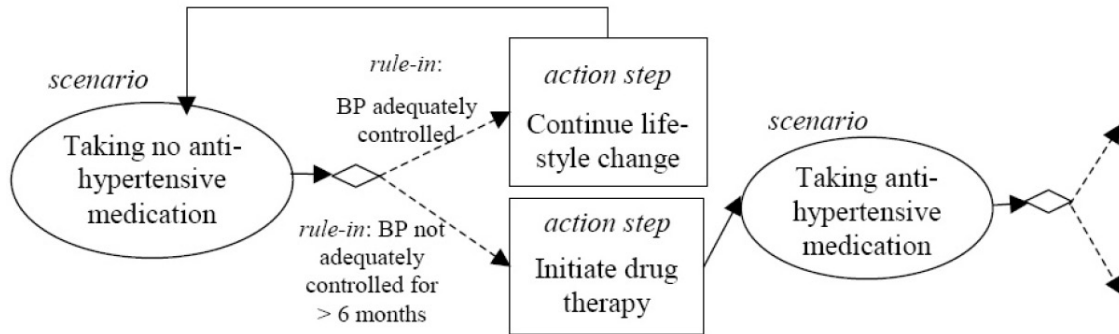 scenario
Taking no anti-
hypertensive
medication
rule-in:
BP adequately
controlled
rule-in: BP not
adequately
controlled for
> 6 months
action step
Continue life-
style change
action step
Initiate drug
therapy
scenario
Taking anti-
hypertensive
medication